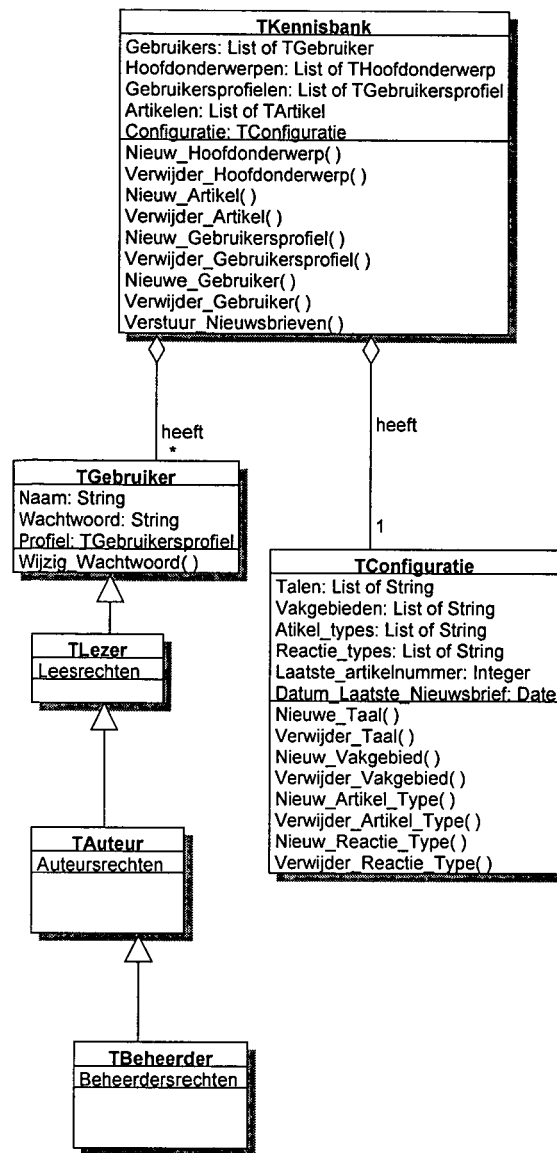 TKennisbank
Gebruikers: List of TGebruiker
Hoofdonderwerpen: List of THoofdonderwerp
Gebruikersprofielen: List of TGebruikersprofiel
Artikelen: List of TArtikel
Configuratie: TConfiguratie
Nieuw_Hoofdonderwerp( )
Verwijder_Hoofdonderwerp( )
Nieuw_Artikel( )
Verwijder_Artikel( )
Nieuw_Gebruikersprofiel( )
Verwijder_Gebruikersprofiel( )
Nieuwe_Gebruiker( )
Verwijder_Gebruiker( )
Verstuur_Nieuwsbrieven( )
heeft
*
heeft
1
TGebruiker
Naam: String
Wachtwoord: String
Profiel: TGebruikersprofiel
Wijzig_Wachtwoord( )
TLezer
Leesrechten
TAuteur
Auteursrechten
TBeheerder
Beheerdersrechten
TConfiguratie
Talen: List of String
Vakgebieden: List of String
Atikel_types: List of String
Reactie_types: List of String
Laatste_artikelnummer: Integer
Datum_Laatste_Nieuwsbrief: Date
Nieuwe_Taal( )
Verwijder_Taal( )
Nieuw_Vakgebied( )
Verwijder_Vakgebied( )
Nieuw_Artikel_Type( )
Verwijder_Artikel_Type( )
Nieuw_Reactie_Type( )
Verwijder_Reactie_Type( )